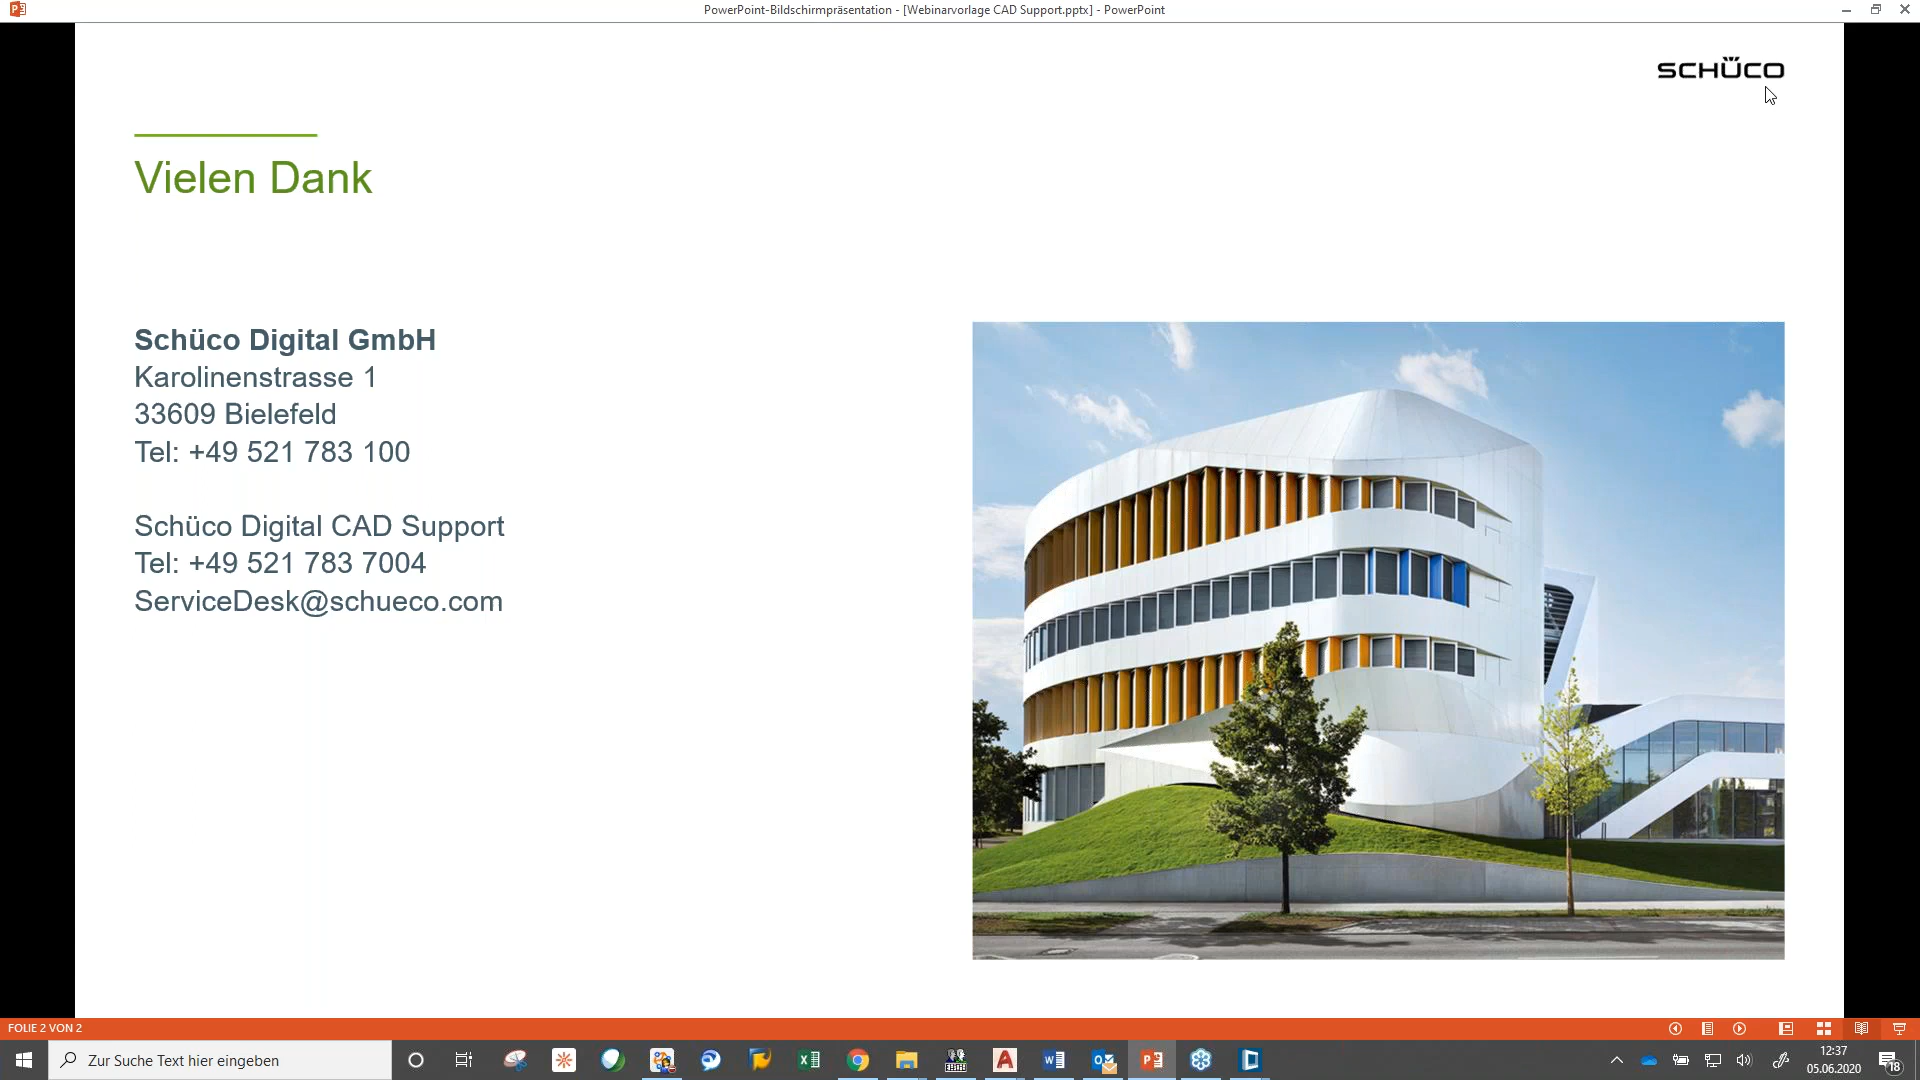 PowerPoint-Bildschirmpräsentation - [Webinarvorlage CAD Support.pptx] - PowerPoint
SCHÜCO
Vielen Dank
Schüco Digital GmbH
Karolinenstrasse 1
33609 Bielefeld
Tel: +49 521 783 100
Schüco Digital CAD Support
Tel: +49 521 783 7004
ServiceDesk@schueco.com
FOLIE 2 VON 2
Zur Suche Text hier eingeben
12:37
05.06.2020
18